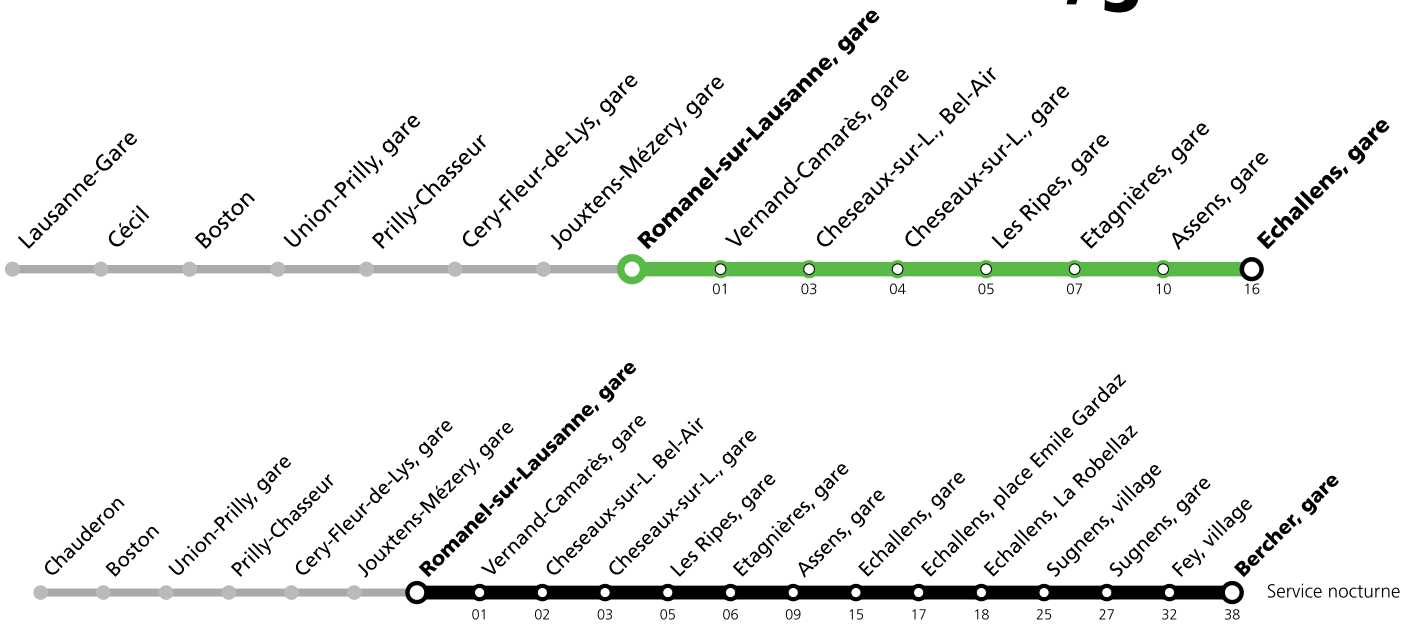 Lausanne-Gare
Cécil
Boston
Union-Prilly, gare
Prilly-Chasseur
Cery-Fleur-de-Lys, gare
Jouxtens-Mézery, gare
Romanel-sur-Lausanne, gare
Vernand-Camarès, gare
Cheseaux-sur-L., Bel-Air
Cheseaux-sur-L., gare
Les Ripes, gare
Etagnières, gare
Assens, gare
Echallens, gare
01 03 04 05 07 10 16
Chauderon
Boston
Union-Prilly, gare
Prilly-Chasseur
Cery-Fleur-de-Lys, gare
Jouxtens-Mézery, gare
Romanel-sur-Lausanne, gare
Vernand-Camarès, gare
Cheseaux-sur-L. Bel-Air
Cheseaux-sur-L., gare
Les Ripes, gare
Etagnières, gare
Assens, gare
Echallens, gare
Echallens, place Emile Gardaz
Echallens, La Robellaz
Sugnens, village
Sugnens, gare
Fey, village
Bercher, gare
Service nocturne
01 02 03 05 06 09 15 17 18 25 27 32 38